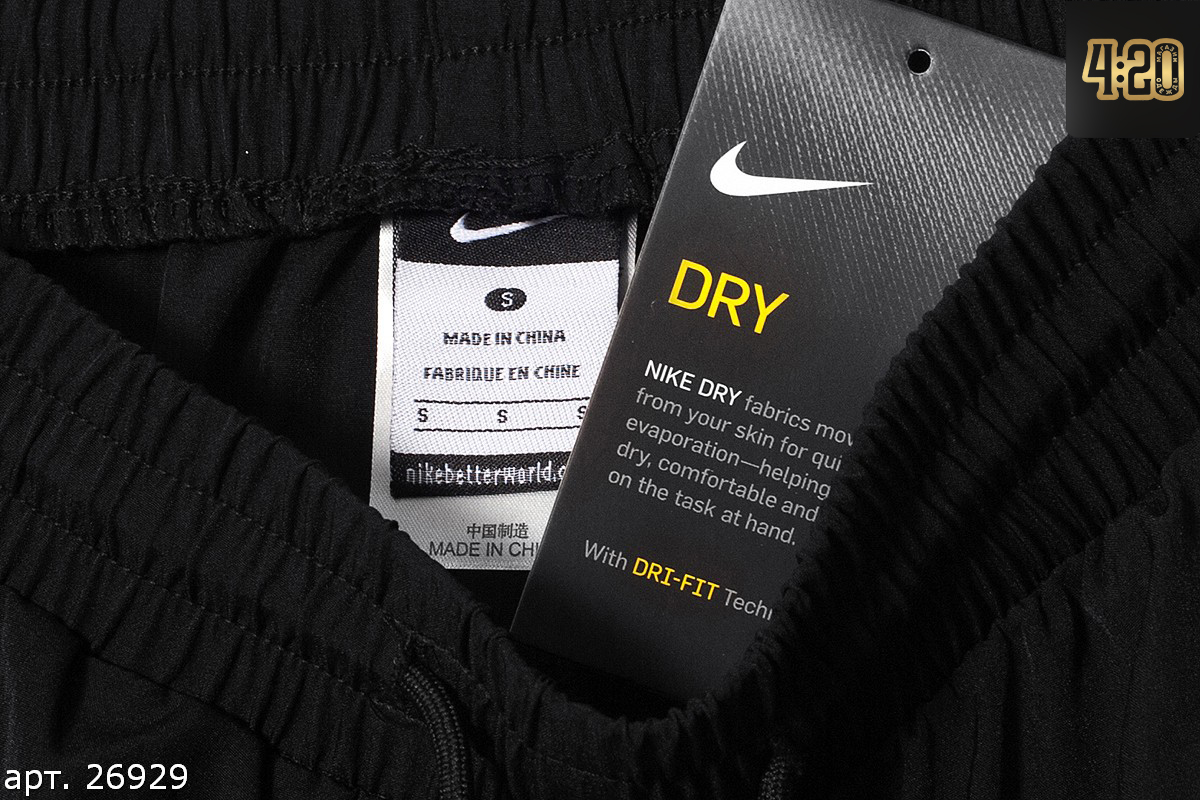 4:20
DRY
NIKE DRY fabrics mov
from your skin for qui
evaporation—helping
dry, comfortable and
on the task at hand.
With DRI-FIT Techn
S
MADE IN CHINA
FABRIQUE EN CHINE
S S S
nikebetterworld.c
中国制造
MADE IN CHI
арт. 26929